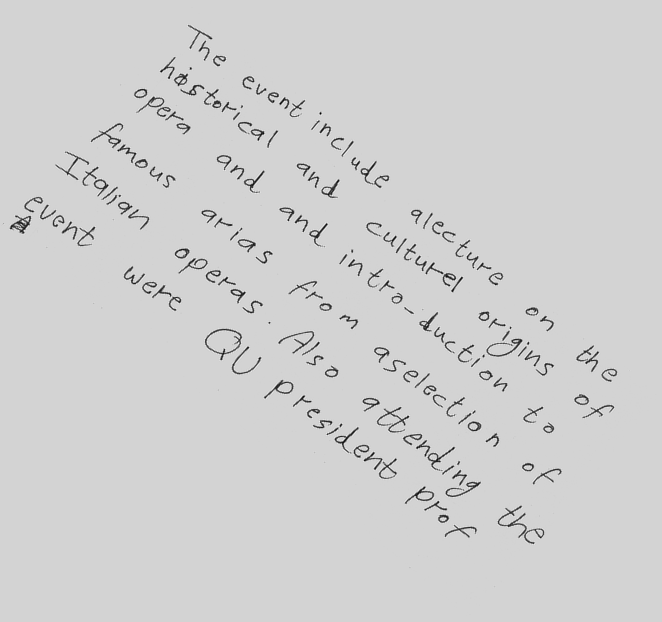 The event include alecture on the
historical and culturel origins of
opera and and intro-duction to
famous arias from aselection of
Italian operas. Also attending the
event were QU president prof